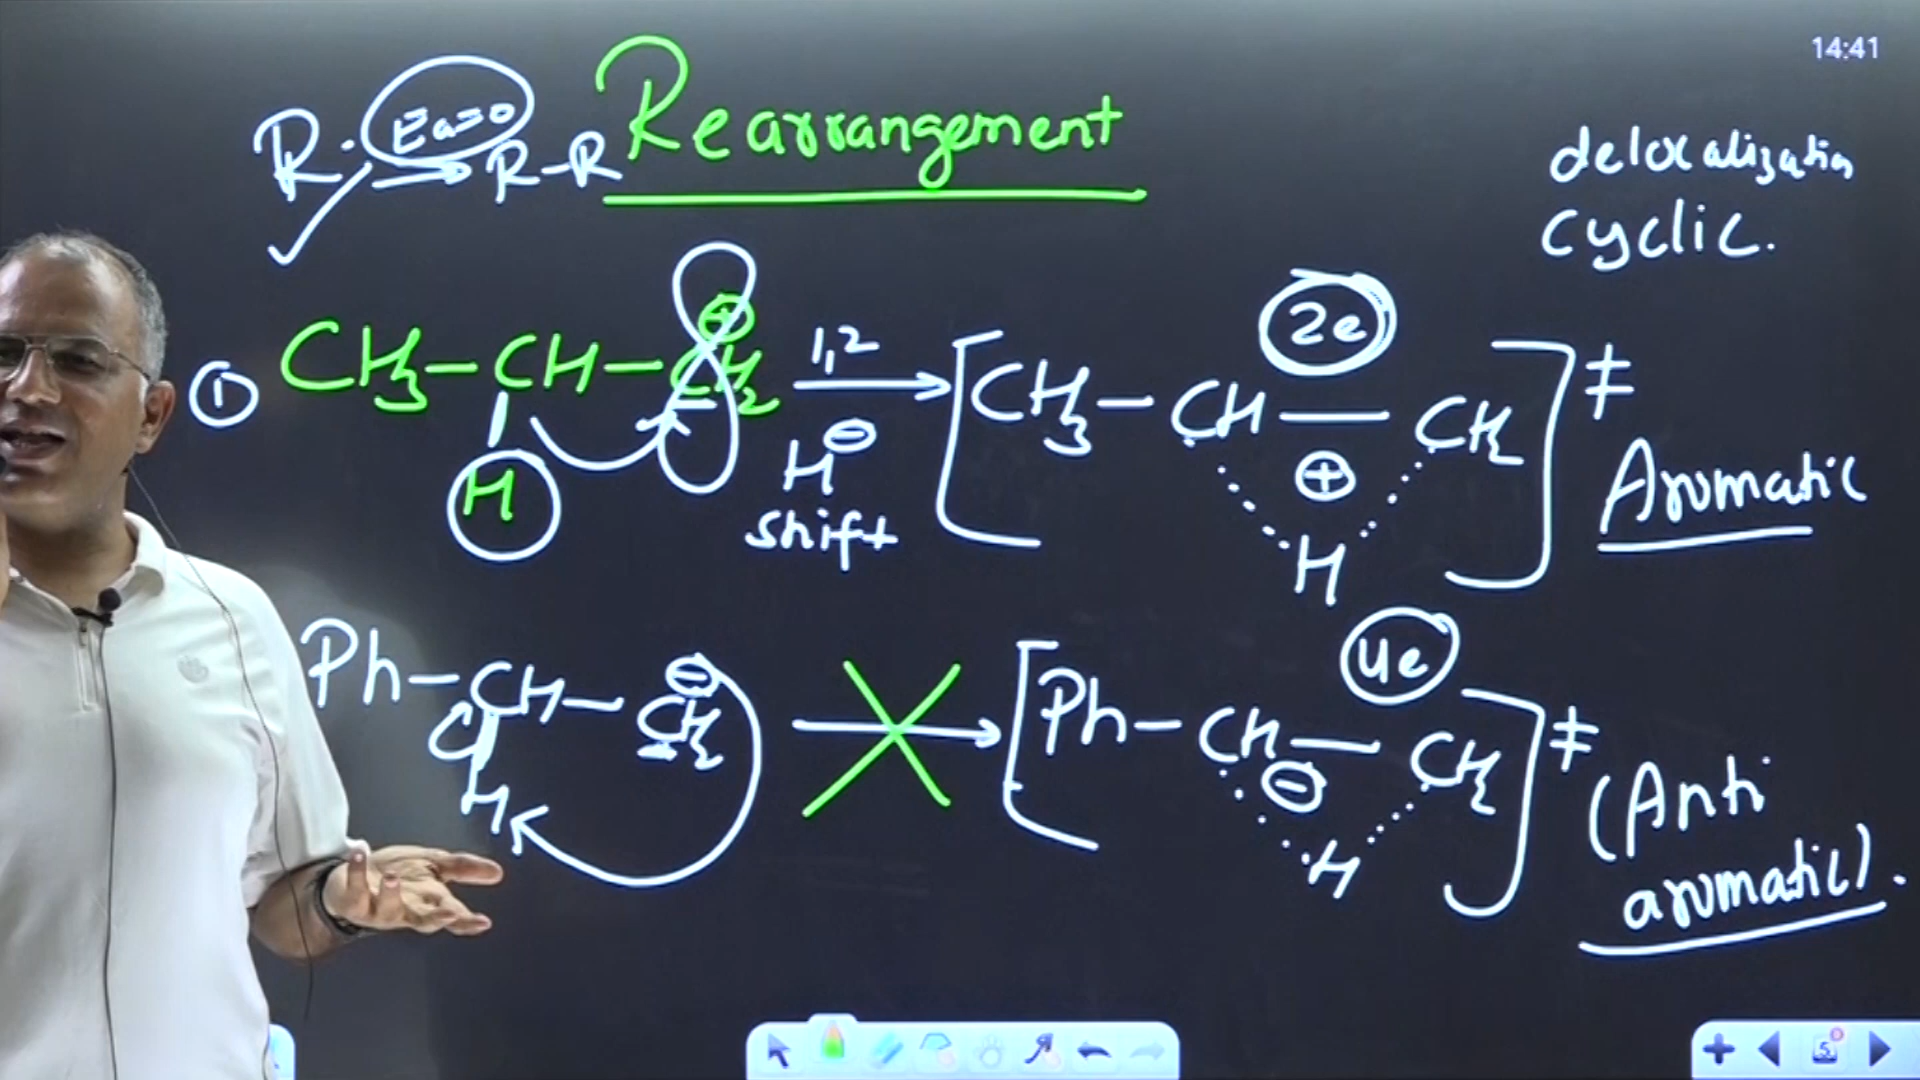 14:41
R· Ea=0 → R-R Rearrangement
delocalization
cyclic.
① CH3-CH-CH2 ⊕ 1,2 → [CH3-CH-CH2]‡ 2e
H
H⊖
shift
⊕
H
Aromatic
Ph-CH-CH2 ⊖ → [Ph-CH-CH2]‡ 4e
H
⊖
H
(Anti
aromatic).
5